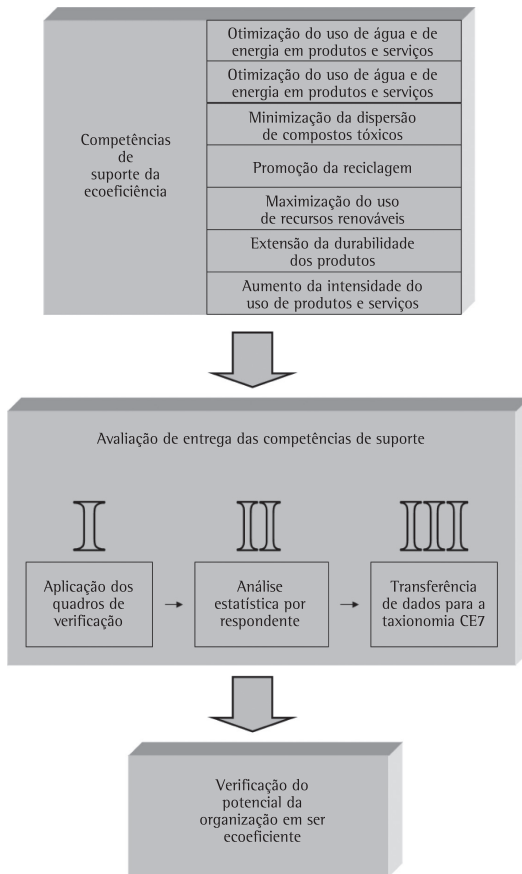 Competências
de
suporte da
ecoeficiência
Otimização do uso de água e de
energia em produtos e serviços
Otimização do uso de água e de
energia em produtos e serviços
Minimização da dispersão
de compostos tóxicos
Promoção da reciclagem
Maximização do uso
de recursos renováveis
Extensão da durabilidade
dos produtos
Aumento da intensidade do
uso de produtos e serviços
Avaliação de entrega das competências de suporte
I
II
III
Aplicação dos
quadros de
verificação
Análise
estatística por
respondente
Transferência
de dados para a
taxionomia CE7
Verificação do
potencial da
organização em ser
ecoeficiente